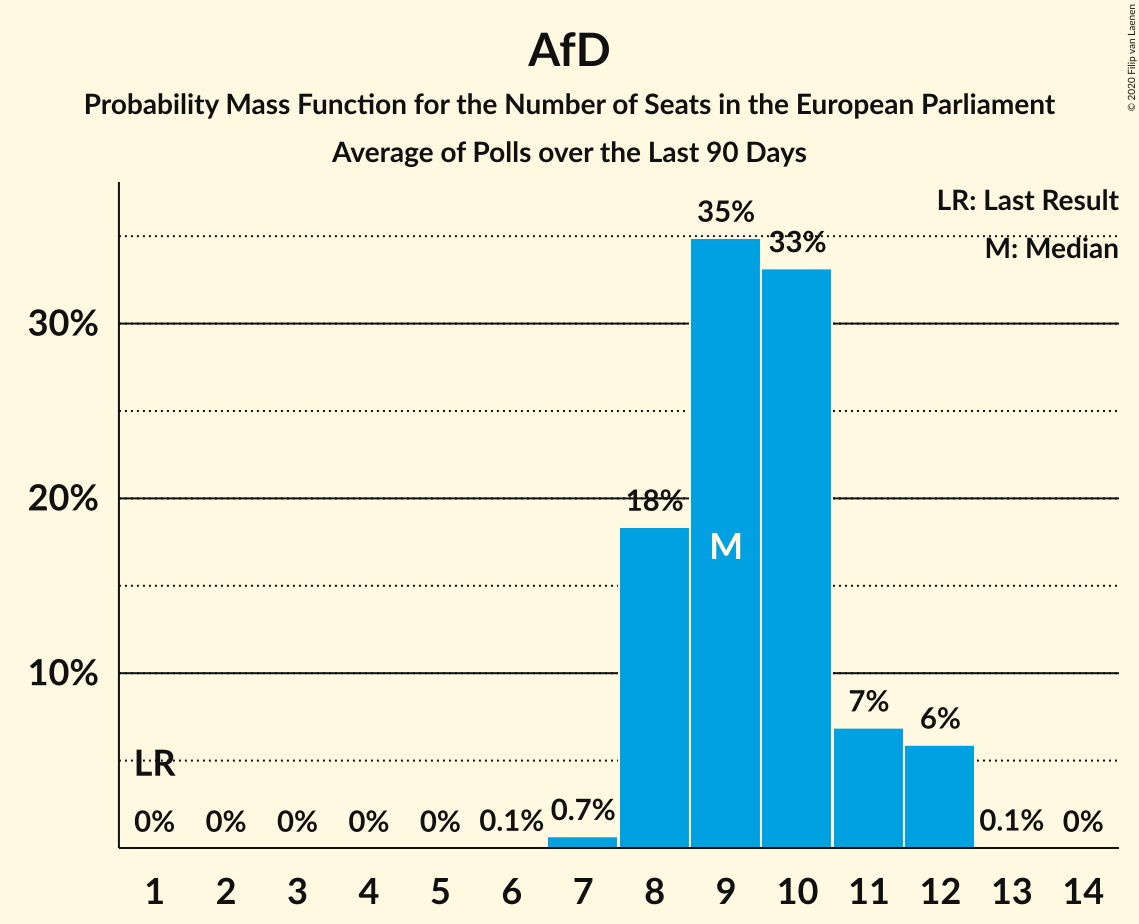 © 2020 Filip van Laenen
AfD
Probability Mass Function for the Number of Seats in the European Parliament
Average of Polls over the Last 90 Days
LR: Last Result
M: Median
35%
33%
30%
20%
18%
M
10%
7%
6%
LR
0% 0% 0% 0% 0% 0.1% 0.7% 0.1% 0%
1 2 3 4 5 6 7 8 9 10 11 12 13 14